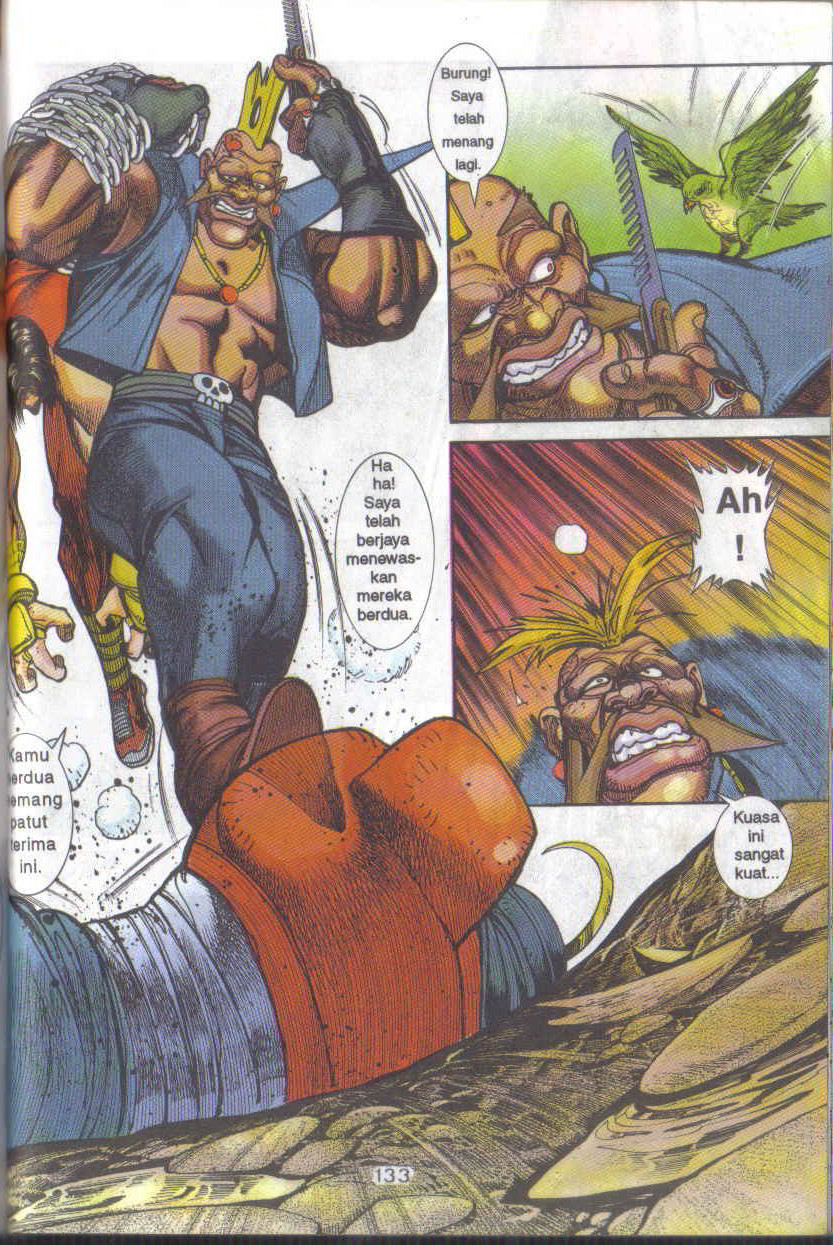 Burung!
Saya
telah
menang
lagi.
Ha
ha!
Saya
telah
berjaya
menewas-
kan
mereka
berdua.
Ah
!
Kamu
berdua
memang
patut
terima
ini.
Kuasa
ini
sangat
kuat...
133